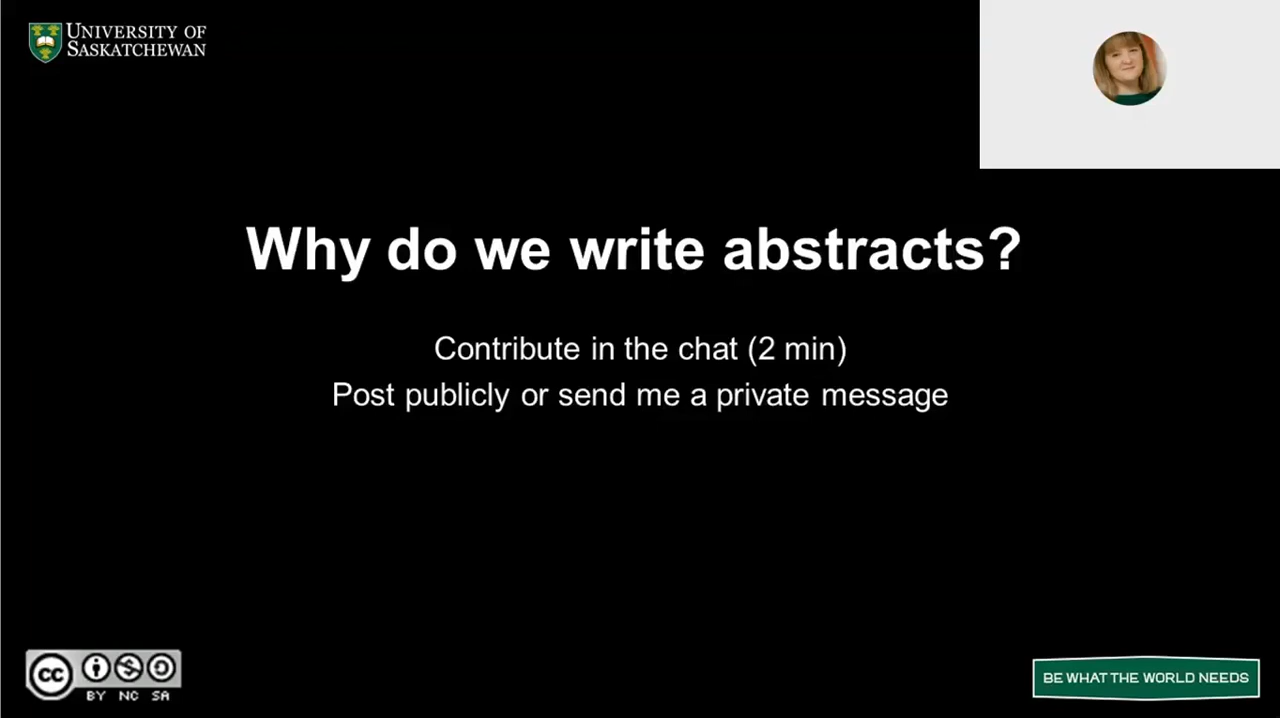 UNIVERSITY OF
SASKATCHEWAN
Why do we write abstracts?
Contribute in the chat (2 min)
Post publicly or send me a private message
cc
BY NC SA
BE WHAT THE WORLD NEEDS